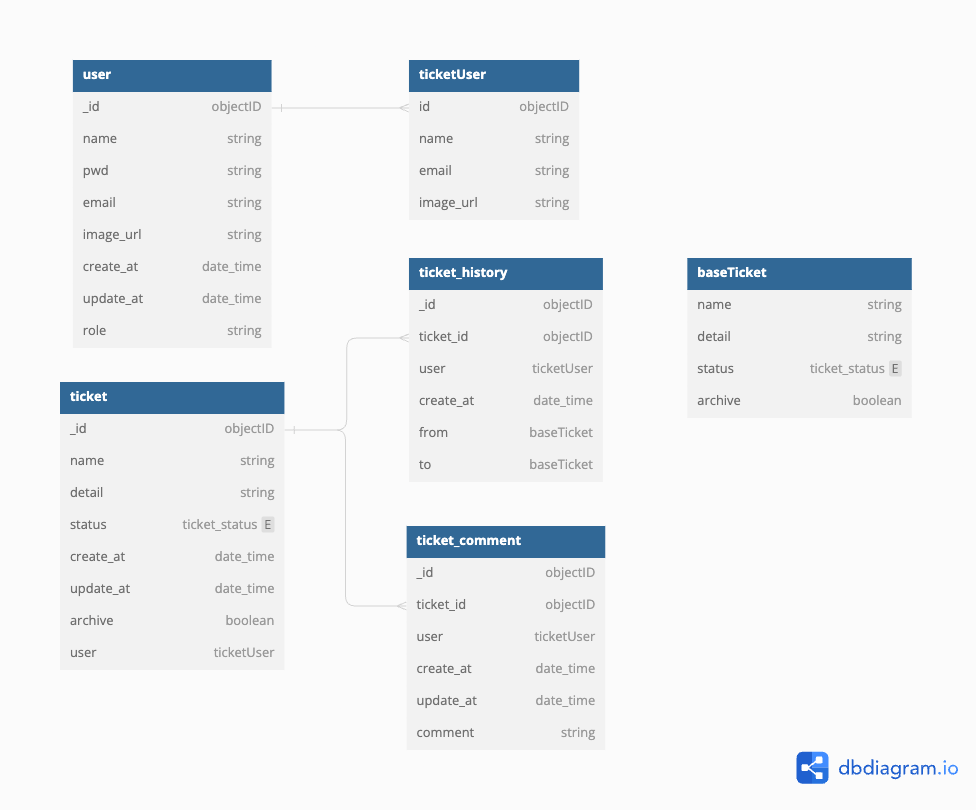 user
_id objectID
name string
pwd string
email string
image_url string
create_at date_time
update_at date_time
role string
ticketUser
id objectID
name string
email string
image_url string
ticket_history
_id objectID
ticket_id objectID
user ticketUser
create_at date_time
from baseTicket
to baseTicket
baseTicket
name string
detail string
status ticket_status E
archive boolean
ticket
_id objectID
name string
detail string
status ticket_status E
create_at date_time
update_at date_time
archive boolean
user ticketUser
ticket_comment
_id objectID
ticket_id objectID
user ticketUser
create_at date_time
update_at date_time
comment string
dbdiagram.io